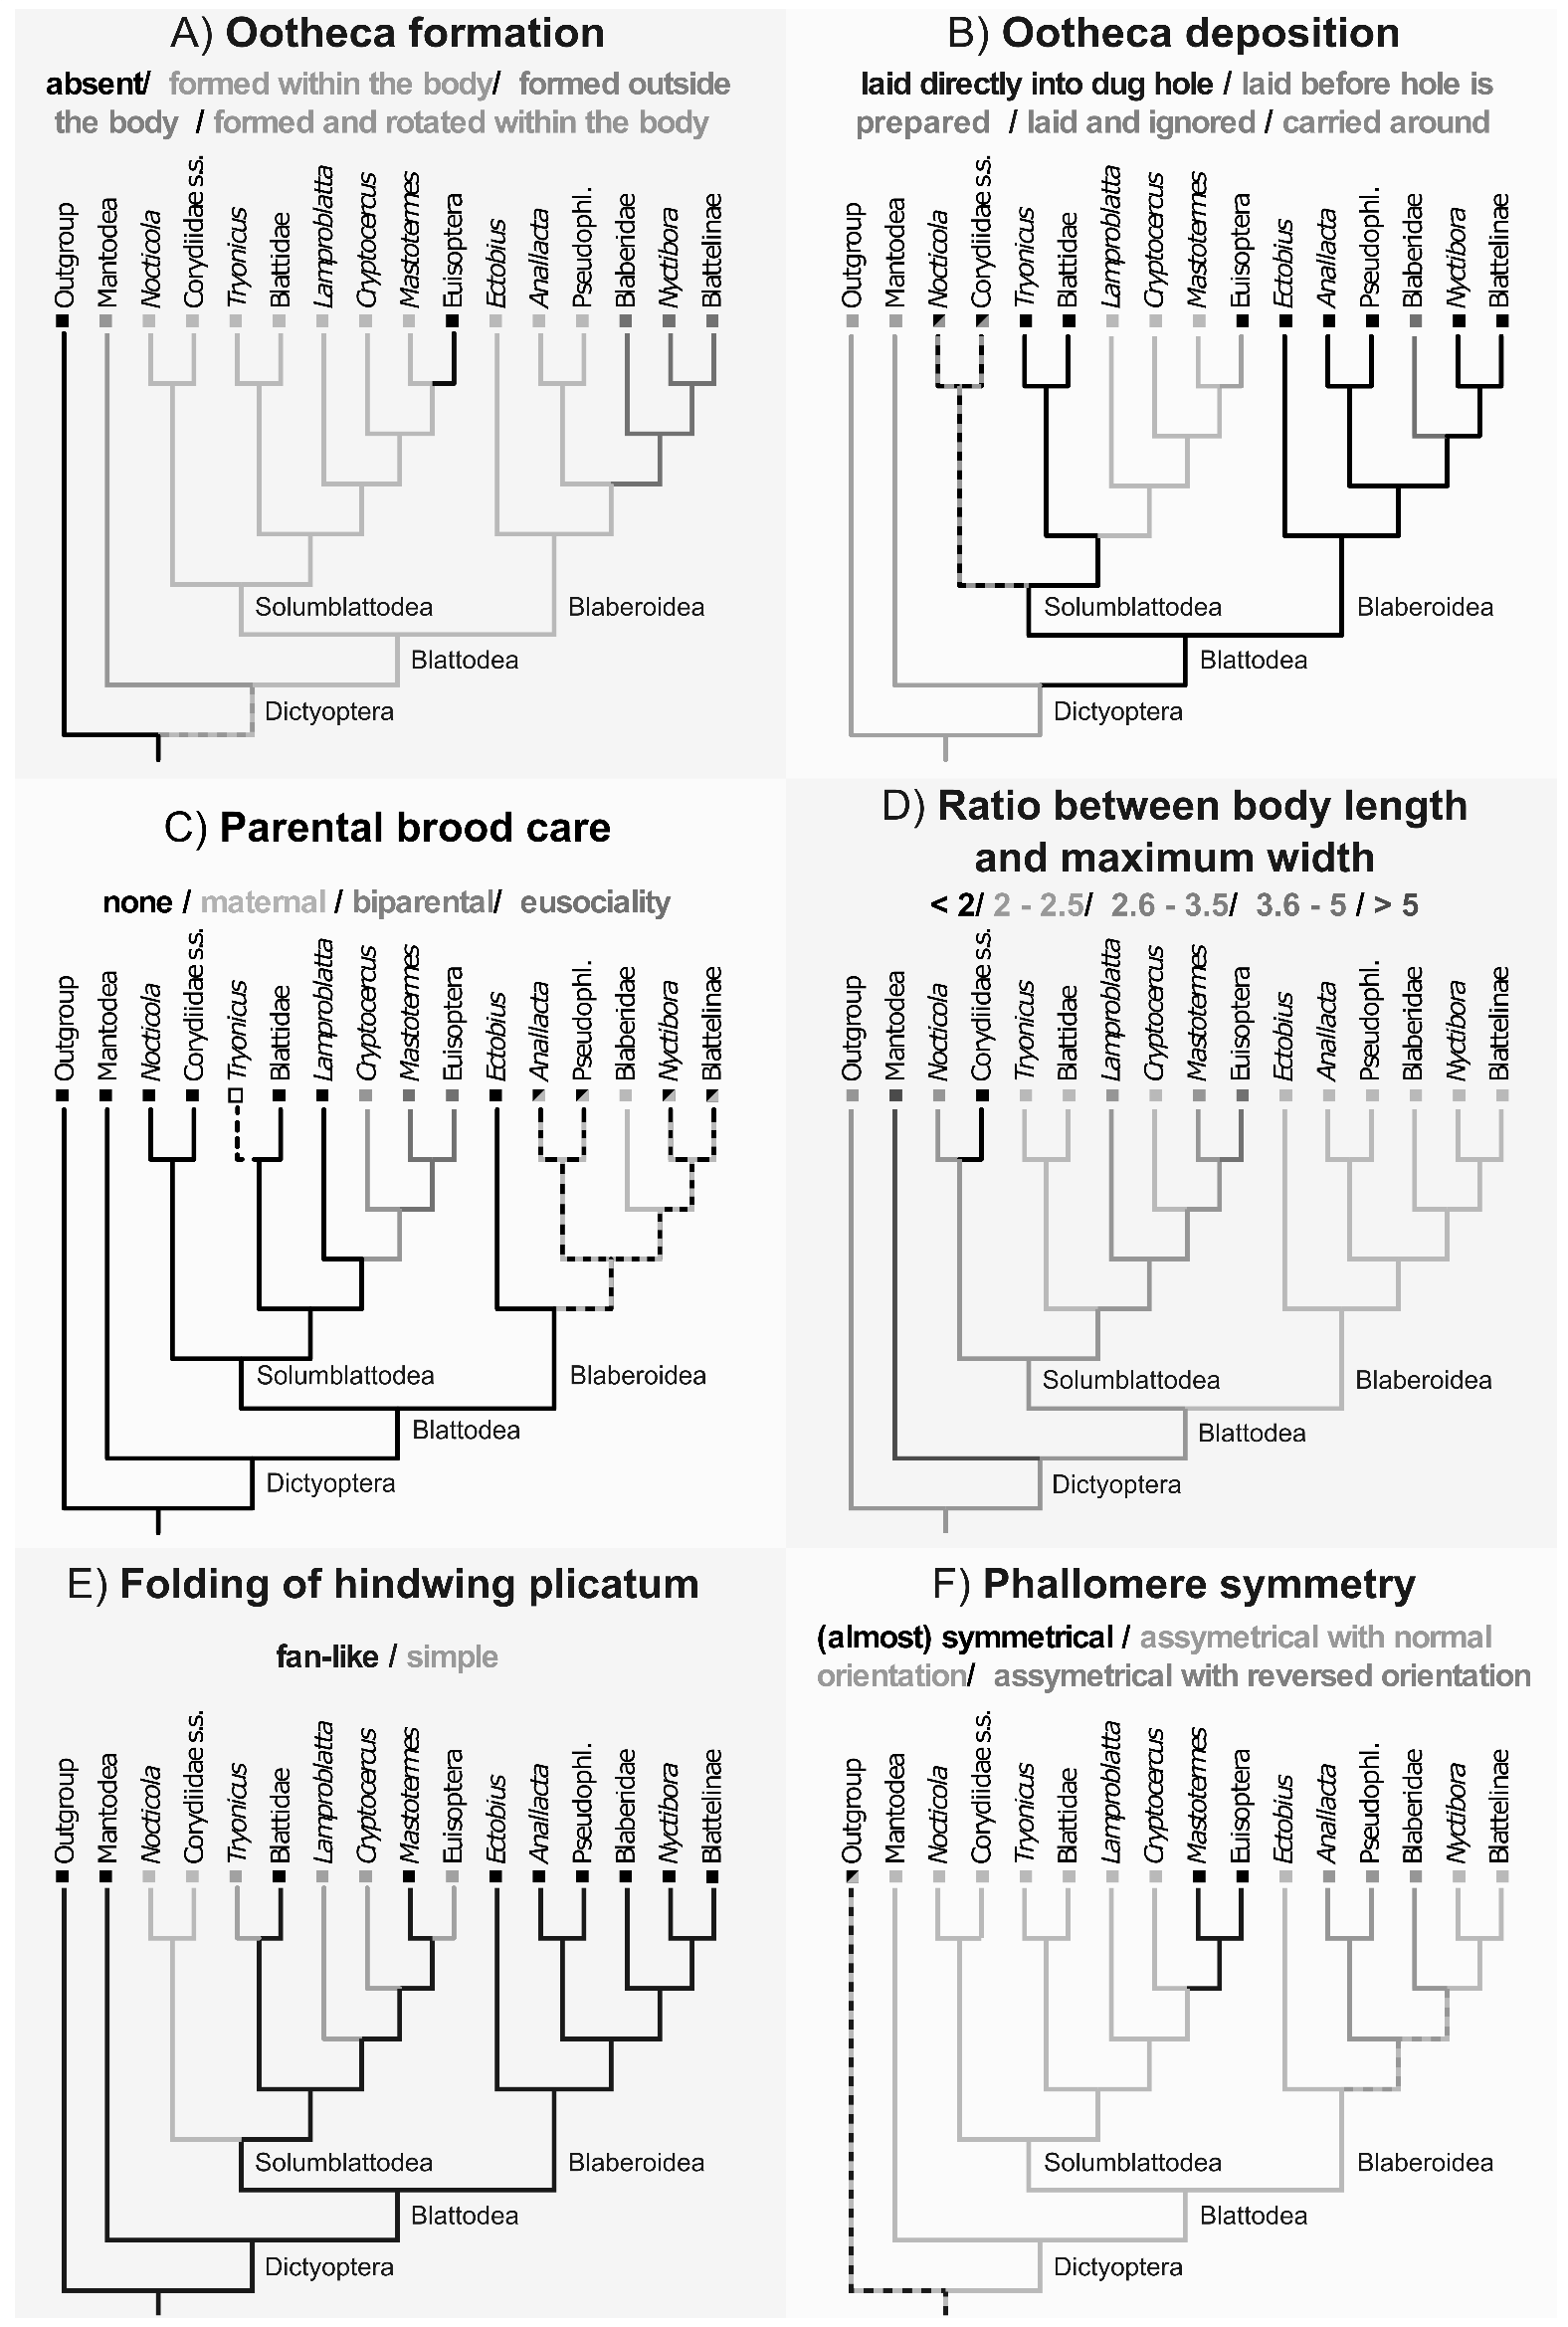 A) Ootheca formation
absent/ formed within the body/ formed outside
the body / formed and rotated within the body
Outgroup
Mantodea
Nocticola
Corydiidae s.s.
Tryonicus
Blattidae
Lamproblatta
Cryptocercus
Mastotermes
Euisoptera
Ectobius
Anallacta
Pseudophl.
Blaberidae
Nyctibora
Blattelinae
Solumblattodea
Blaberoidea
Blattodea
Dictyoptera
B) Ootheca deposition
laid directly into dug hole / laid before hole is
prepared / laid and ignored / carried around
Outgroup
Mantodea
Nocticola
Corydiidae s.s.
Tryonicus
Blattidae
Lamproblatta
Cryptocercus
Mastotermes
Euisoptera
Ectobius
Anallacta
Pseudophl.
Blaberidae
Nyctibora
Blattelinae
Solumblattodea
Blaberoidea
Blattodea
Dictyoptera
C) Parental brood care
none / maternal / biparental/ eusociality
Outgroup
Mantodea
Nocticola
Corydiidae s.s.
Tryonicus
Blattidae
Lamproblatta
Cryptocercus
Mastotermes
Euisoptera
Ectobius
Anallacta
Pseudophl.
Blaberidae
Nyctibora
Blattelinae
Solumblattodea
Blaberoidea
Blattodea
Dictyoptera
D) Ratio between body length
and maximum width
< 2/ 2 - 2.5/ 2.6 - 3.5/ 3.6 - 5 / > 5
Outgroup
Mantodea
Nocticola
Corydiidae s.s.
Tryonicus
Blattidae
Lamproblatta
Cryptocercus
Mastotermes
Euisoptera
Ectobius
Anallacta
Pseudophl.
Blaberidae
Nyctibora
Blattelinae
Solumblattodea
Blaberoidea
Blattodea
Dictyoptera
E) Folding of hindwing plicatum
fan-like / simple
Outgroup
Mantodea
Nocticola
Corydiidae s.s.
Tryonicus
Blattidae
Lamproblatta
Cryptocercus
Mastotermes
Euisoptera
Ectobius
Anallacta
Pseudophl.
Blaberidae
Nyctibora
Blattelinae
Solumblattodea
Blaberoidea
Blattodea
Dictyoptera
F) Phallomere symmetry
(almost) symmetrical / assymetrical with normal
orientation/ assymetrical with reversed orientation
Outgroup
Mantodea
Nocticola
Corydiidae s.s.
Tryonicus
Blattidae
Lamproblatta
Cryptocercus
Mastotermes
Euisoptera
Ectobius
Anallacta
Pseudophl.
Blaberidae
Nyctibora
Blattelinae
Solumblattodea
Blaberoidea
Blattodea
Dictyoptera